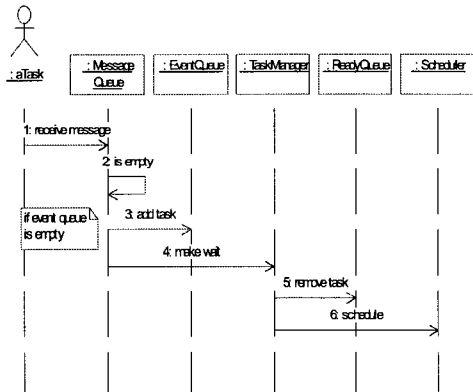 : aTask
: Message
Queue
: EventQueue
: TaskManager
: ReadyQueue
: Scheduler
1: receive message
2: is empty
if event queue
is empty
3: add task
4: make wait
5: remove task
6: schedule